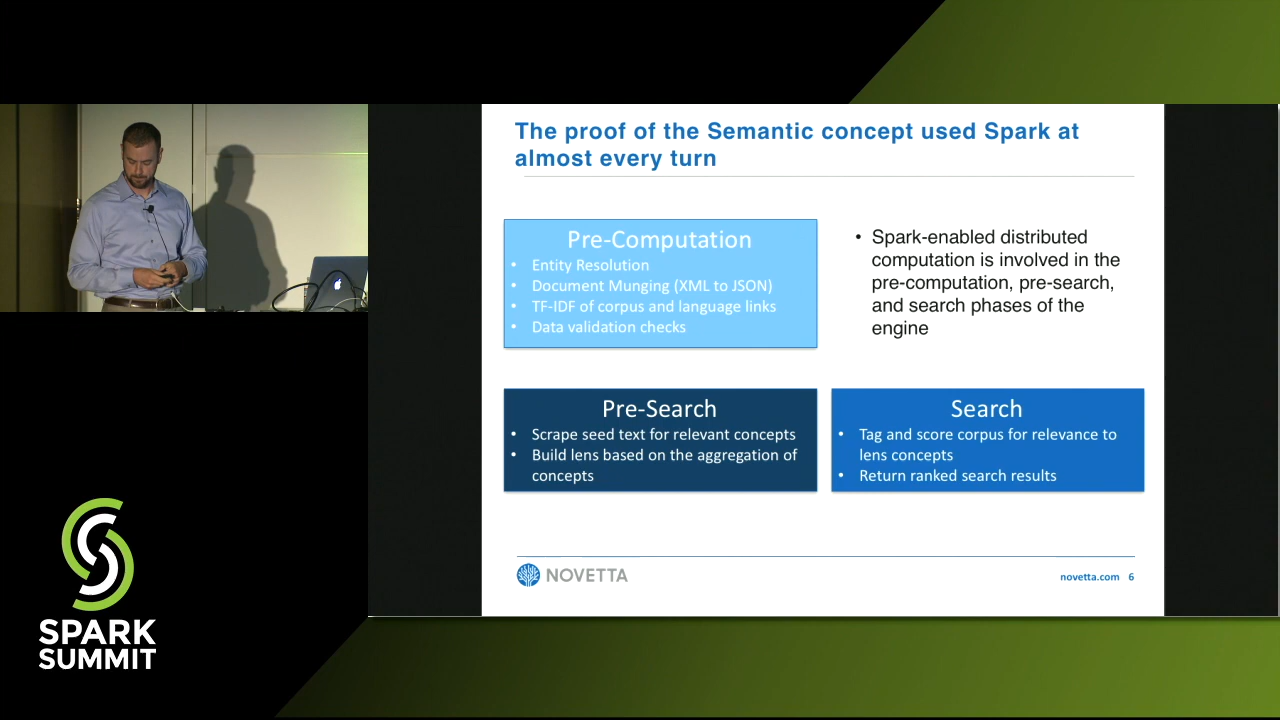 The proof of the Semantic concept used Spark at
almost every turn
Pre-Computation
• Entity Resolution
• Document Munging (XML to JSON)
• TF-IDF of corpus and language links
• Data validation checks
• Spark-enabled distributed
computation is involved in the
pre-computation, pre-search,
and search phases of the
engine
Pre-Search
• Scrape seed text for relevant concepts
• Build lens based on the aggregation of
concepts
Search
• Tag and score corpus for relevance to
lens concepts
• Return ranked search results
NOVETTA
novetta.com 6
SPARK
SUMMIT